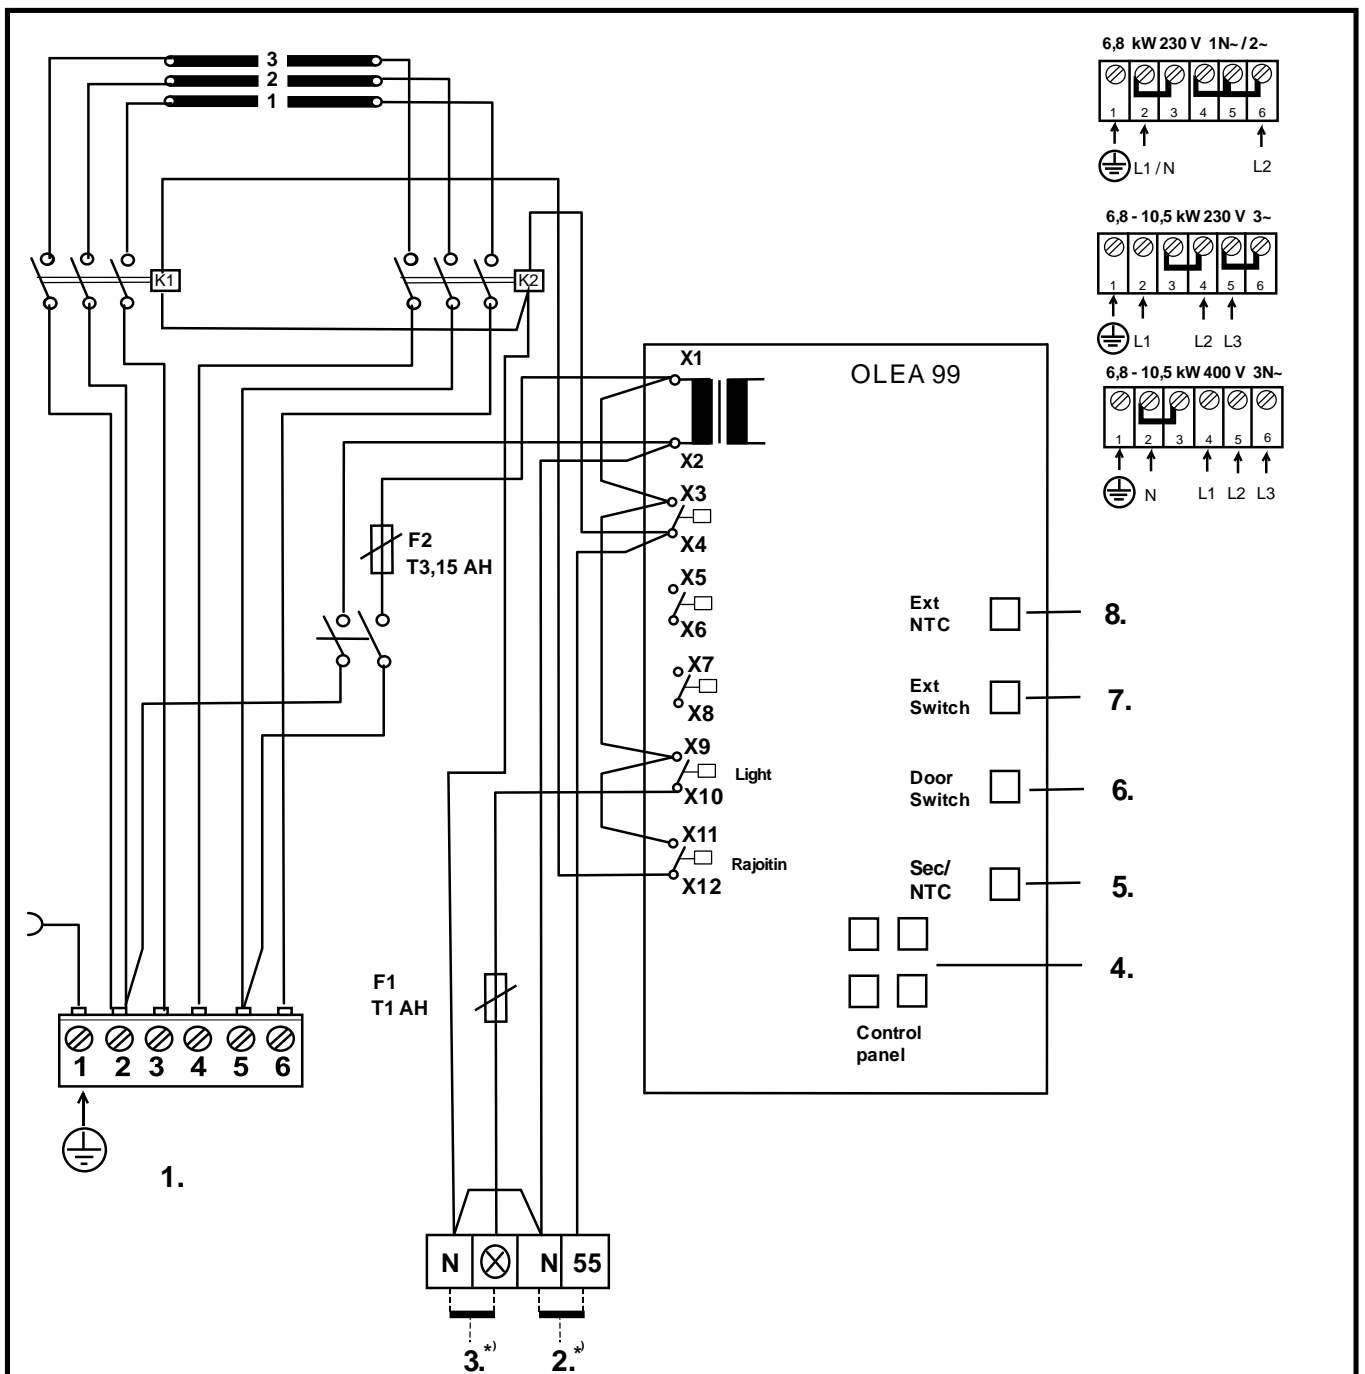 3
2
1
K1
K2
6,8 kW 230 V 1N~ / 2~
1 2 3 4 5 6
L1 / N L2
6,8 - 10,5 kW 230 V 3~
1 2 3 4 5 6
L1 L2 L3
6,8 - 10,5 kW 400 V 3N~
1 2 3 4 5 6
N L1 L2 L3
OLEA 99
X1
X2
X3
X4
X5
X6
X7
X8
X9
Light
X10
X11
Rajoitin
X12
F2
T3,15 AH
Ext
NTC
8.
Ext
Switch
7.
Door
Switch
6.
Sec/
NTC
5.
4.
Control
panel
F1
T1 AH
1 2 3 4 5 6
1.
N N 55
3.*) 2.*)